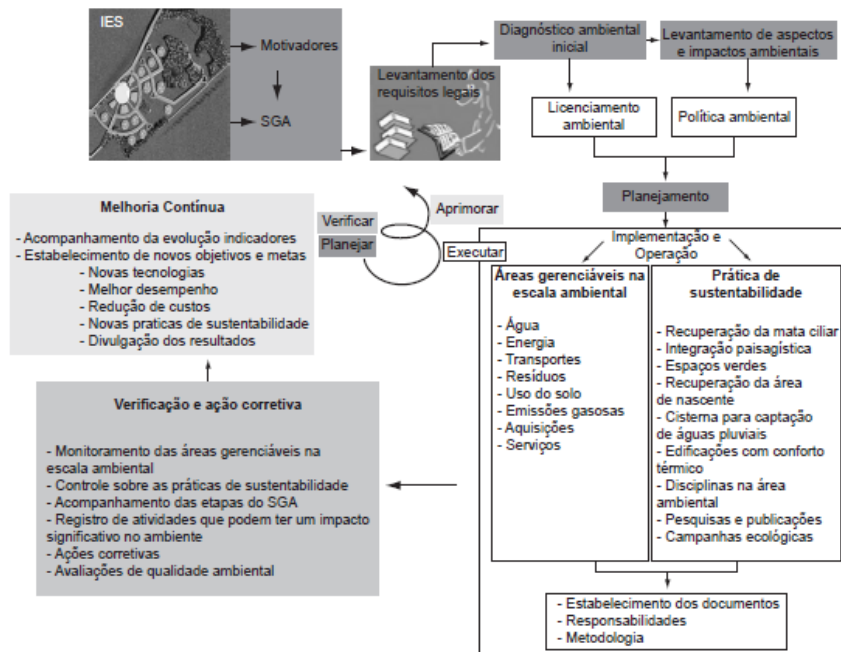 IES
Motivadores
SGA
Levantamento dos
requisitos legais
Diagnóstico ambiental
inicial
Levantamento de aspectos
e impactos ambientais
Licenciamento
ambiental
Política ambiental
Planejamento
Aprimorar
Verificar
Planejar
Executar
Implementação e
Operação
Áreas gerenciáveis na
escala ambiental
- Água
- Energia
- Transportes
- Resíduos
- Uso do solo
- Emissões gasosas
- Aquisições
- Serviços
Prática de
sustentabilidade
- Recuperação da mata ciliar
- Integração paisagística
- Espaços verdes
- Recuperação da área
de nascente
- Cisterna para captação
de águas pluviais
- Edificações com conforto
térmico
- Disciplinas na área
ambiental
- Pesquisas e publicações
- Campanhas ecológicas
- Estabelecimento dos documentos
- Responsabilidades
- Metodologia
Verificação e ação corretiva
- Monitoramento das áreas gerenciáveis na
escala ambiental
- Controle sobre as práticas de sustentabilidade
- Acompanhamento das etapas do SGA
- Registro de atividades que podem ter um impacto
significativo no ambiente
- Ações corretivas
- Avaliações de qualidade ambiental
Melhoria Contínua
- Acompanhamento da evolução indicadores
- Estabelecimento de novos objetivos e metas
- Novas tecnologias
- Melhor desempenho
- Redução de custos
- Novas praticas de sustentabilidade
- Divulgação dos resultados